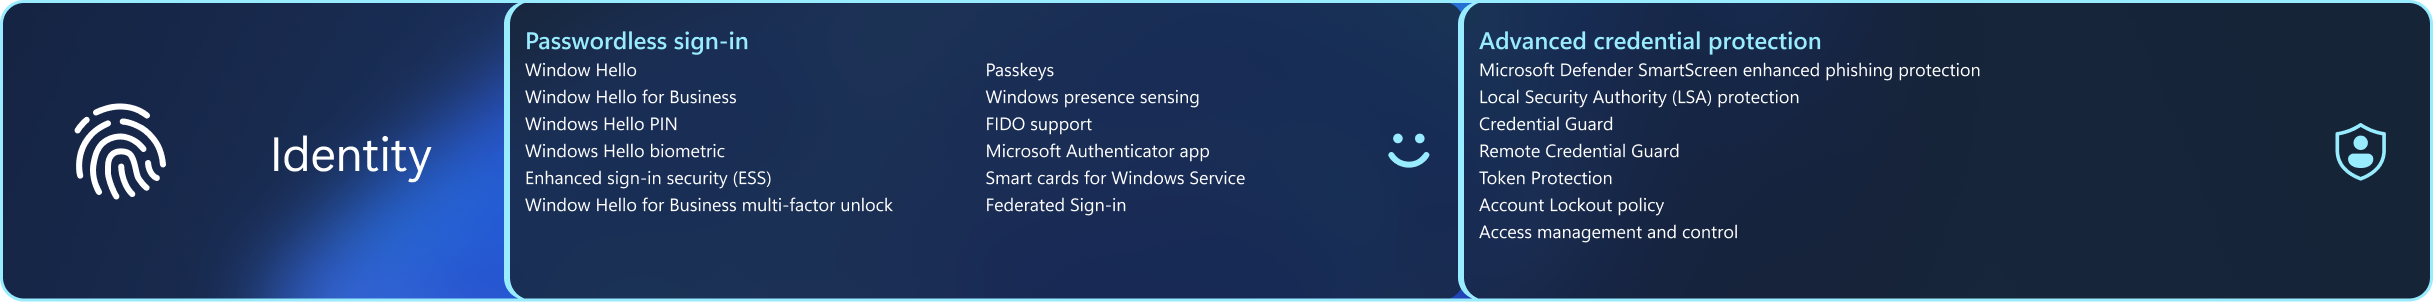 Identity
Passwordless sign-in
Window Hello
Window Hello for Business
Windows Hello PIN
Windows Hello biometric
Enhanced sign-in security (ESS)
Window Hello for Business multi-factor unlock
Passkeys
Windows presence sensing
FIDO support
Microsoft Authenticator app
Smart cards for Windows Service
Federated Sign-in
Advanced credential protection
Microsoft Defender SmartScreen enhanced phishing protection
Local Security Authority (LSA) protection
Credential Guard
Remote Credential Guard
Token Protection
Account Lockout policy
Access management and control